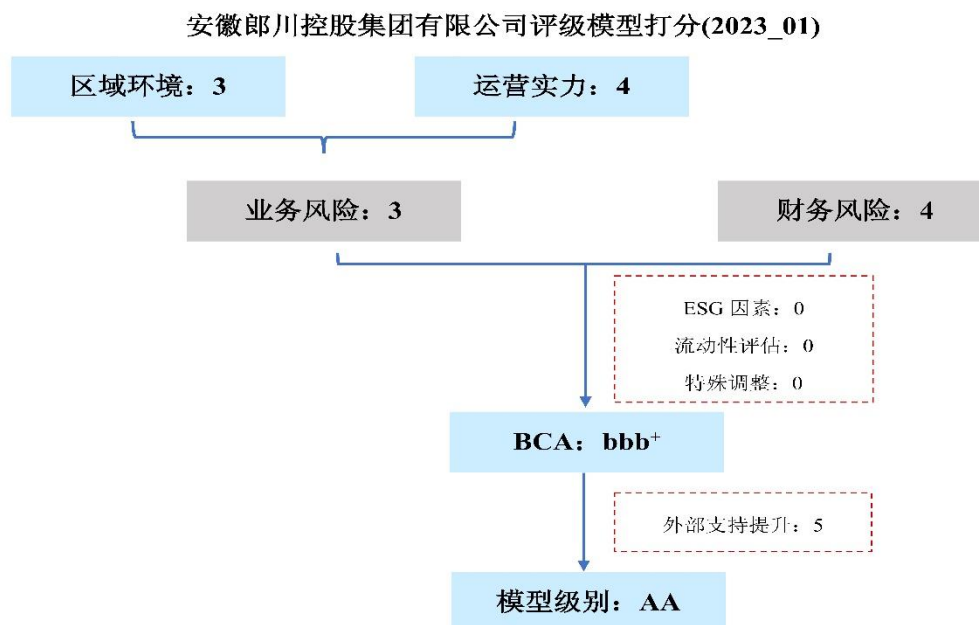 安徽郎川控股集团有限公司评级模型打分(2023_01)
区域环境：3
运营实力：4
业务风险：3
财务风险：4
ESG 因素：0
流动性评估：0
特殊调整：0
BCA：bbb⁺
外部支持提升：5
模型级别：AA